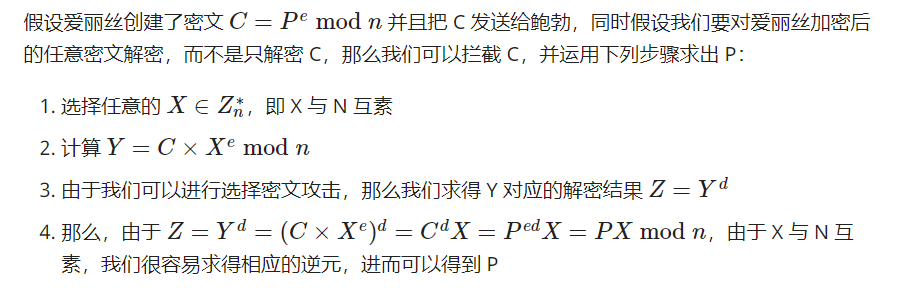 假设爱丽丝创建了密文 C = P^e mod n 并且把 C 发送给鲍勃，同时假设我们要对爱丽丝加密后
的任意密文解密，而不是只解密 C，那么我们可以拦截 C，并运用下列步骤求出 P：
1. 选择任意的 X ∈ Z_n^*，即 X 与 N 互素
2. 计算 Y = C × X^e mod n
3. 由于我们可以进行选择密文攻击，那么我们求得 Y 对应的解密结果 Z = Y^d
4. 那么，由于 Z = Y^d = (C × X^e)^d = C^d X = P^{ed} X = PX mod n，由于 X 与 N 互
素，我们很容易求得相应的逆元，进而可以得到 P